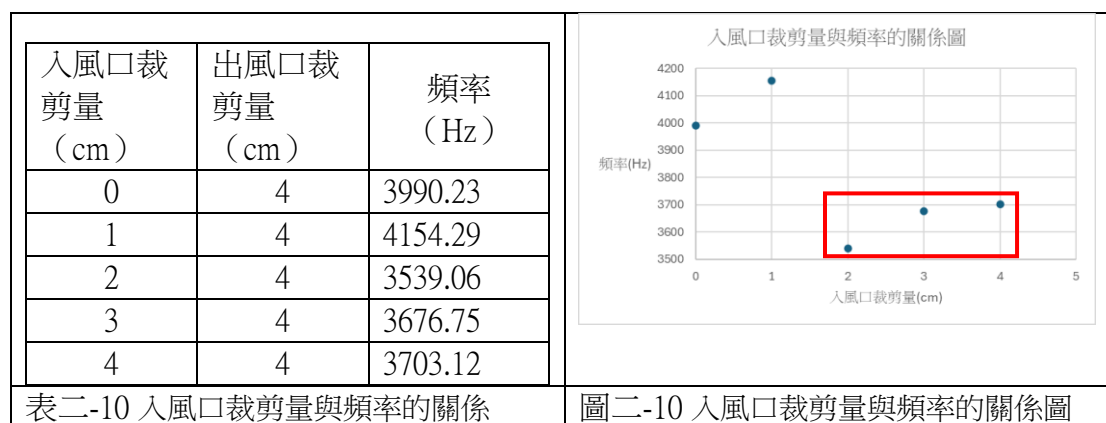 入風口裁剪量（cm） 出風口裁剪量（cm） 頻率（Hz）
0 4 3990.23
1 4 4154.29
2 4 3539.06
3 4 3676.75
4 4 3703.12
表二-10 入風口裁剪量與頻率的關係
入風口裁剪量與頻率的關係圖
4200
4100
4000
3900
頻率(Hz)
3800
3700
3600
3500
0 1 2 3 4 5
入風口裁剪量(cm)
圖二-10 入風口裁剪量與頻率的關係圖